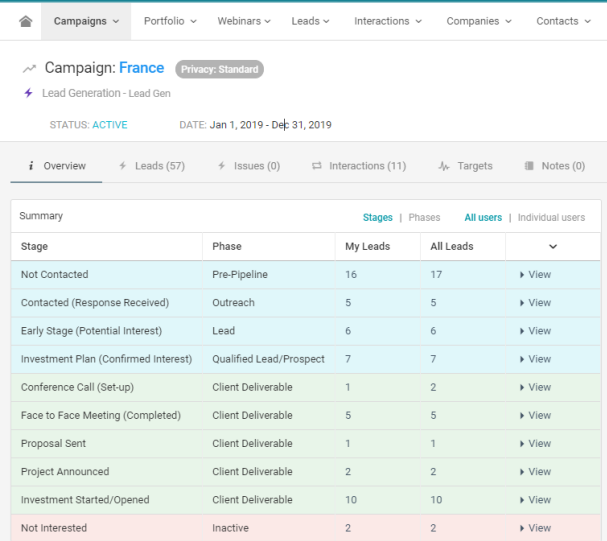 Campaigns Portfolio Webinars Leads Interactions Companies Contacts
Campaign: France Privacy: Standard
Lead Generation - Lead Gen
STATUS: ACTIVE DATE: Jan 1, 2019 - Dec 31, 2019
i Overview Leads (57) Issues (0) Interactions (11) Targets Notes (0)
Summary Stages | Phases All users | Individual users
Stage Phase My Leads All Leads
Not Contacted Pre-Pipeline 16 17 View
Contacted (Response Received) Outreach 5 5 View
Early Stage (Potential Interest) Lead 6 6 View
Investment Plan (Confirmed Interest) Qualified Lead/Prospect 7 7 View
Conference Call (Set-up) Client Deliverable 1 2 View
Face to Face Meeting (Completed) Client Deliverable 5 5 View
Proposal Sent Client Deliverable 1 1 View
Project Announced Client Deliverable 2 2 View
Investment Started/Opened Client Deliverable 10 10 View
Not Interested Inactive 2 2 View